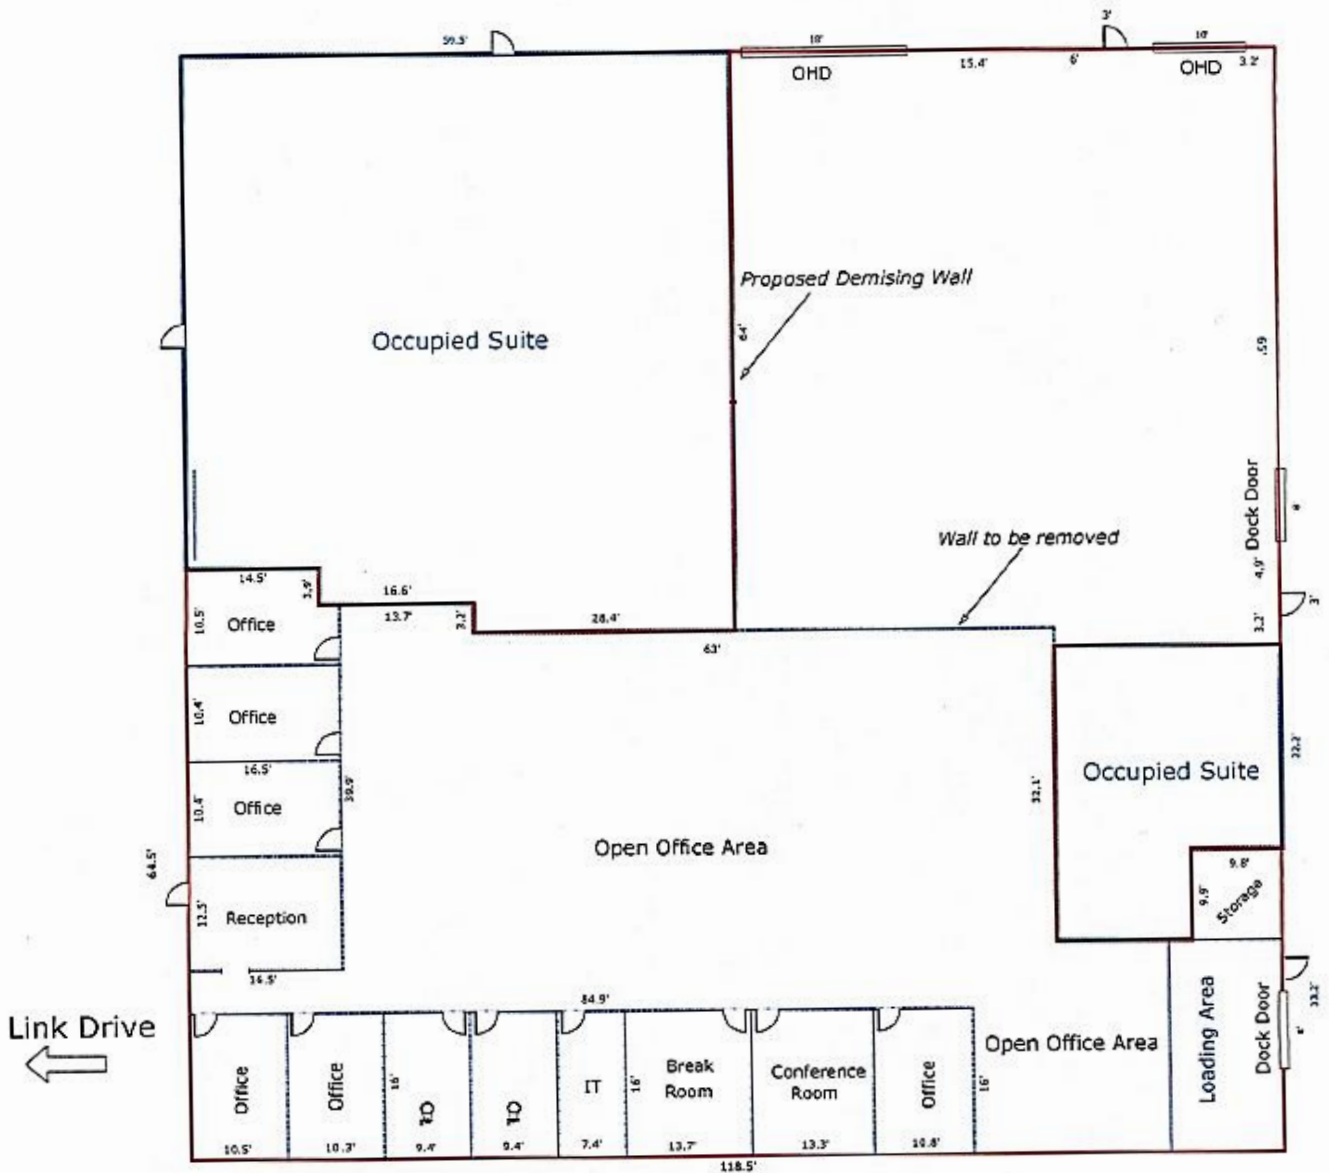 59.5'
18'
OHD
15.4'
6'
3'
10'
OHD
3.2'
Proposed Demising Wall
64'
Occupied Suite
65'
Dock Door
Wall to be removed
4.9'
3'
3.2'
14.5'
3.9'
16.6'
10.5'
Office
13.7'
3.2'
28.4'
63'
10.4'
Office
16.5'
10.4'
Office
39.9'
32.1'
Occupied Suite
22.2'
Open Office Area
64.5'
9.8'
9.9'
Storage
12.5'
Reception
16.5'
84.9'
33.2'
Link Drive
Office
Office
16'
IT
16'
Break
Room
Conference
Room
Office
16'
Open Office Area
Loading Area
Dock Door
10.5'
10.3'
9.4'
9.4'
7.4'
13.7'
13.3'
10.8'
118.5'